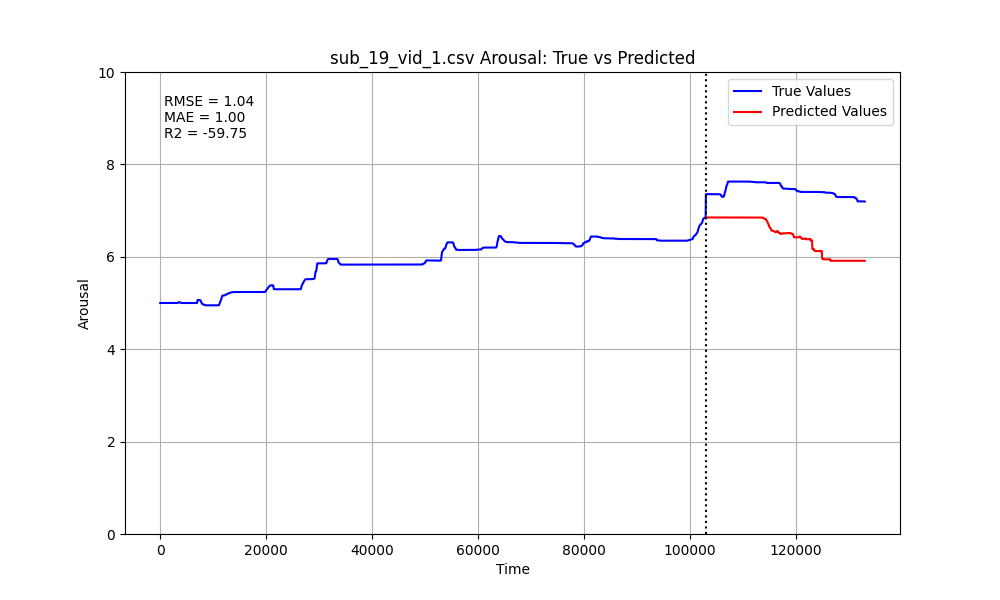 sub_19_vid_1.csv Arousal: True vs Predicted
10
8
6
4
2
0
Arousal
RMSE = 1.04
MAE = 1.00
R2 = -59.75
True Values
Predicted Values
0 20000 40000 60000 80000 100000 120000
Time